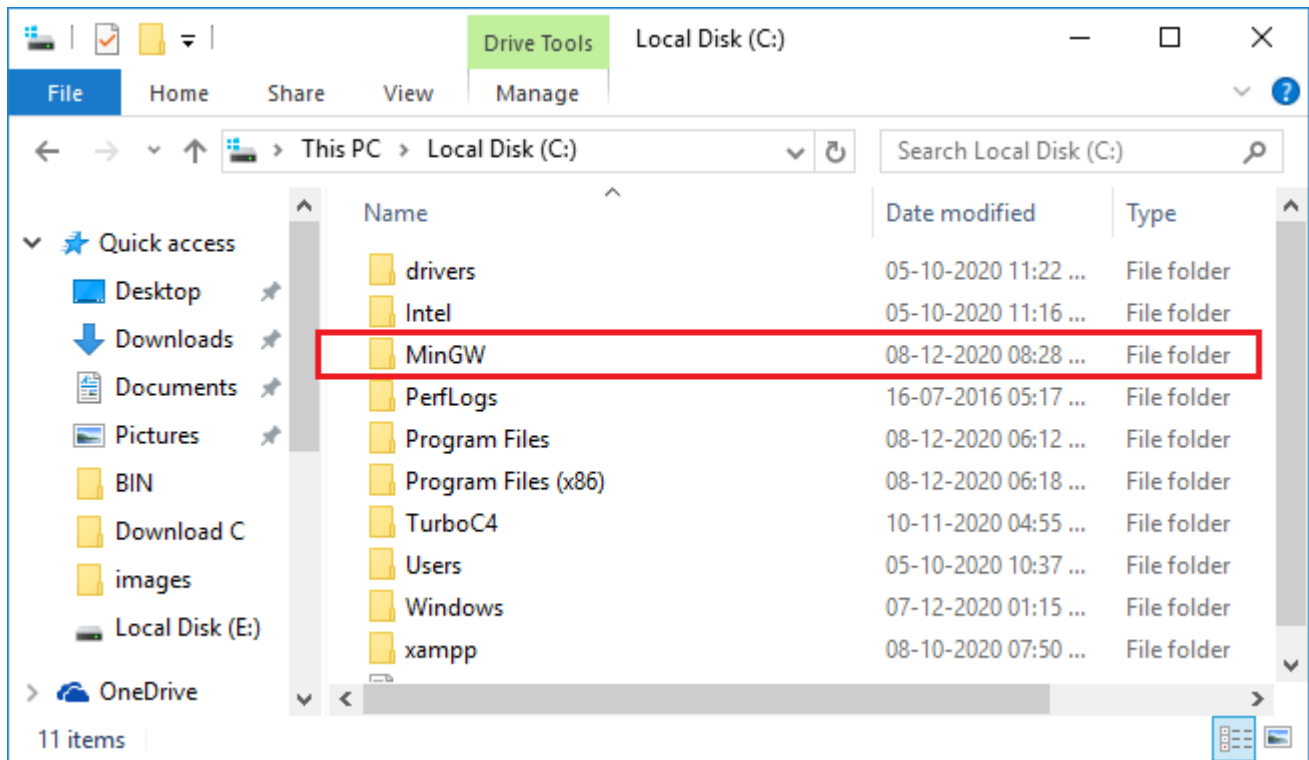 Drive Tools Local Disk (C:)
File Home Share View Manage
This PC > Local Disk (C:) Search Local Disk (C:)
Name Date modified Type
Quick access
Desktop
Downloads
Documents
Pictures
BIN
Download C
images
Local Disk (E:)
OneDrive
drivers 05-10-2020 11:22 ... File folder
Intel 05-10-2020 11:16 ... File folder
MinGW 08-12-2020 08:28 ... File folder
PerfLogs 16-07-2016 05:17 ... File folder
Program Files 08-12-2020 06:12 ... File folder
Program Files (x86) 08-12-2020 06:18 ... File folder
TurboC4 10-11-2020 04:55 ... File folder
Users 05-10-2020 10:37 ... File folder
Windows 07-12-2020 01:15 ... File folder
xampp 08-10-2020 07:50 ... File folder
11 items